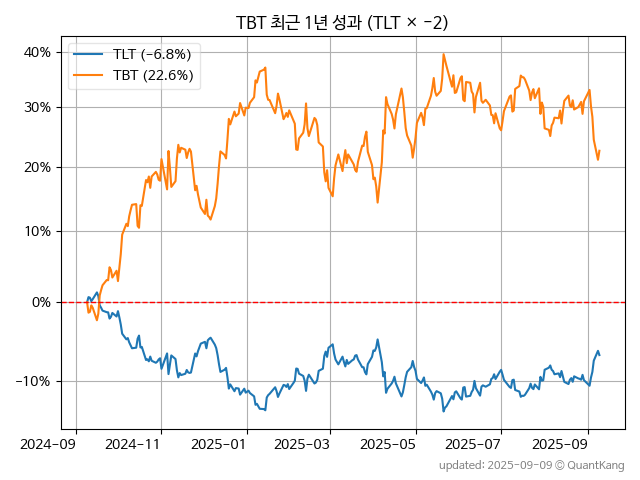 TBT 최근 1년 성과 (TLT × −2)
TLT (−6.8%)
TBT (22.6%)
40%
30%
20%
10%
0%
−10%
2024-09 2024-11 2025-01 2025-03 2025-05 2025-07 2025-09
updated: 2025-09-09 © QuantKang